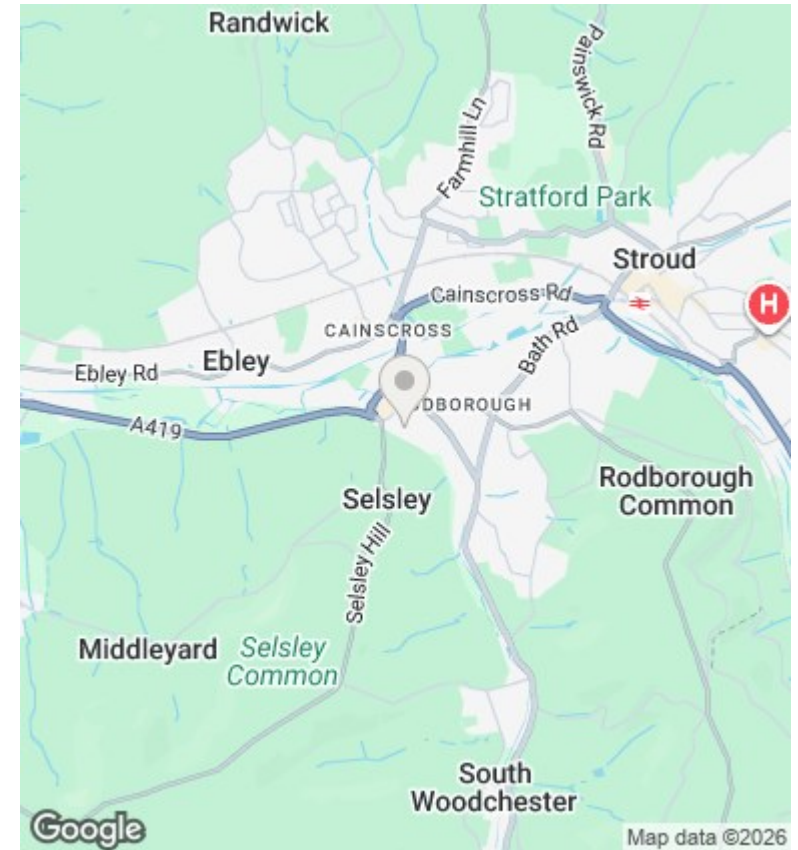 Randwick
Painswick Rd
Farmhill Ln
Stratford Park
Stroud
Cainscross Rd
H
CAINSCROSS
Bath Rd
Ebley
Ebley Rd
DBOROUGH
A419
Rodborough
Common
Selsley
Selsley Hill
Middleyard
Selsley
Common
South
Woodchester
Google
Map data ©2026